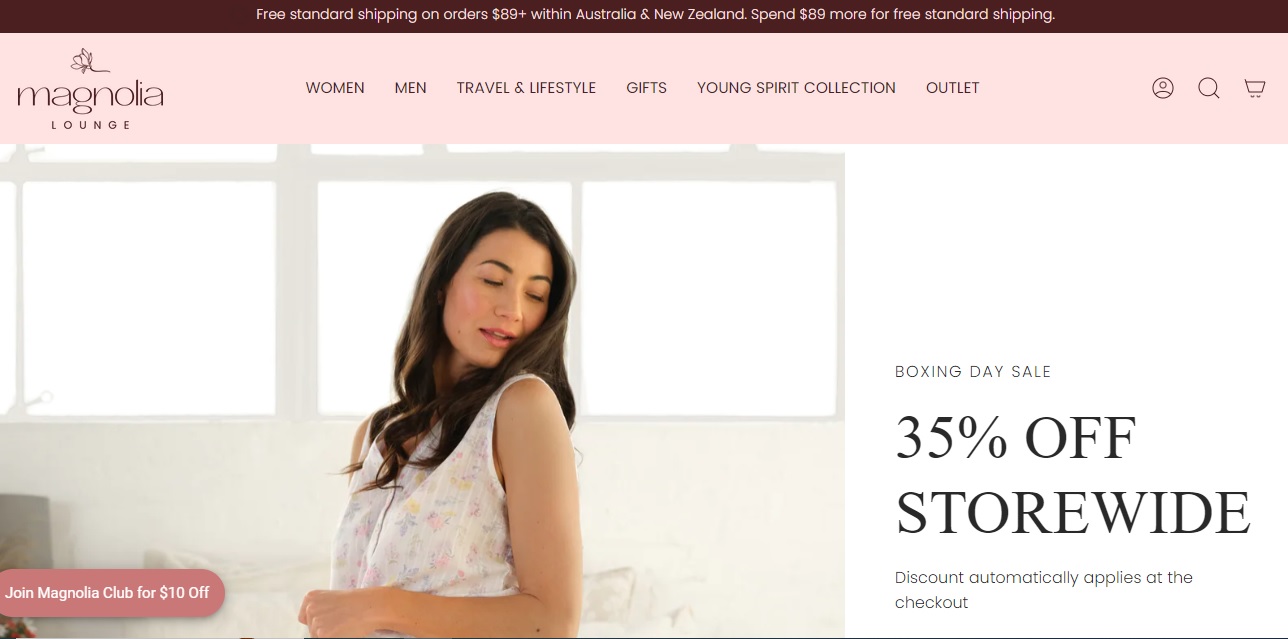 Free standard shipping on orders $89+ within Australia & New Zealand. Spend $89 more for free standard shipping.
magnolia
LOUNGE
WOMEN MEN TRAVEL & LIFESTYLE GIFTS YOUNG SPIRIT COLLECTION OUTLET
BOXING DAY SALE
35% OFF
STOREWIDE
Discount automatically applies at the
checkout
Join Magnolia Club for $10 Off